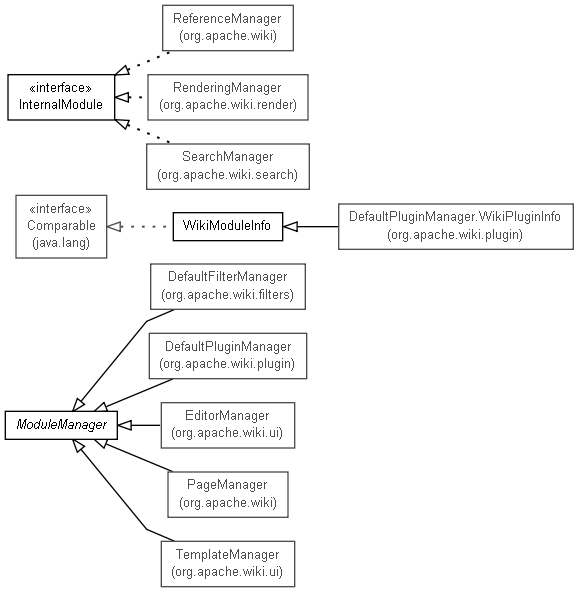 ReferenceManager
(org.apache.wiki)
«interface»
InternalModule
RenderingManager
(org.apache.wiki.render)
SearchManager
(org.apache.wiki.search)
«interface»
Comparable
(java.lang)
WikiModuleInfo
DefaultPluginManager.WikiPluginInfo
(org.apache.wiki.plugin)
DefaultFilterManager
(org.apache.wiki.filters)
DefaultPluginManager
(org.apache.wiki.plugin)
ModuleManager
EditorManager
(org.apache.wiki.ui)
PageManager
(org.apache.wiki)
TemplateManager
(org.apache.wiki.ui)